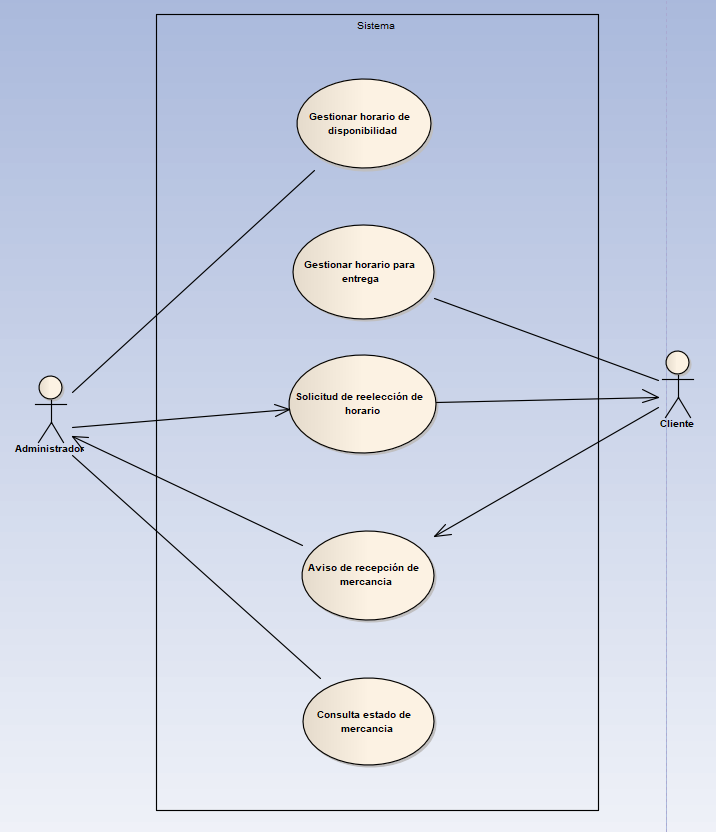 Sistema
Gestionar horario de
disponibilidad
Gestionar horario para
entrega
Solicitud de reelección de
horario
Administrador
Cliente
Aviso de recepción de
mercancia
Consulta estado de
mercancia